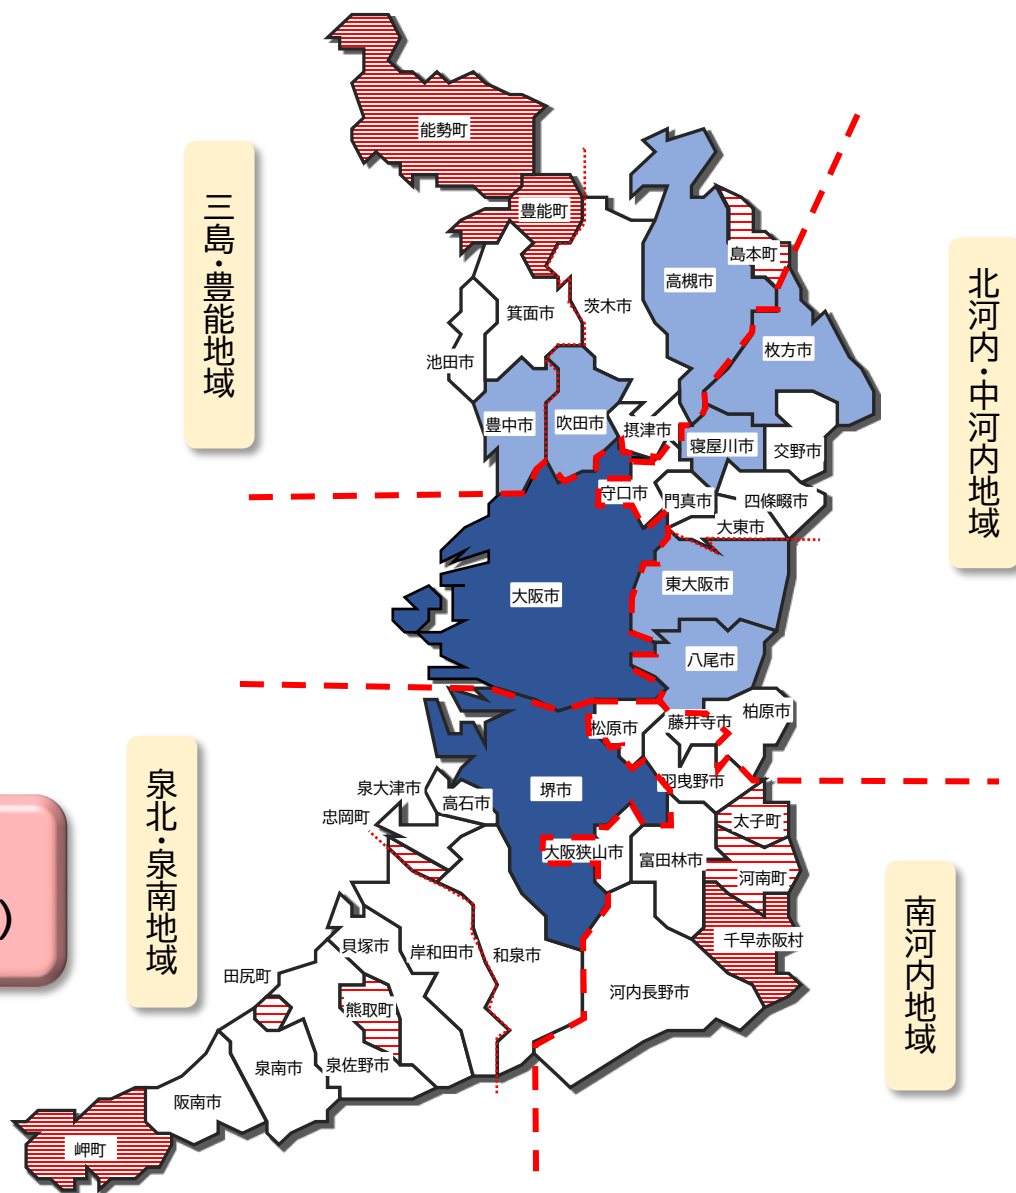 能勢町
豊能町
三島・豊能地域
島本町
高槻市
北河内・中河内地域
箕面市
茨木市
池田市
枚方市
豊中市
吹田市
摂津市
寝屋川市
交野市
守口市
門真市
四條畷市
大東市
大阪市
東大阪市
八尾市
柏原市
松原市
藤井寺市
泉北・泉南地域
羽曳野市
泉大津市
堺市
高石市
忠岡町
太子町
大阪狭山市
富田林市
河南町
南河内地域
)
千早赤阪村
貝塚市
岸和田市
和泉市
田尻町
河内長野市
熊取町
泉南市
泉佐野市
阪南市
岬町